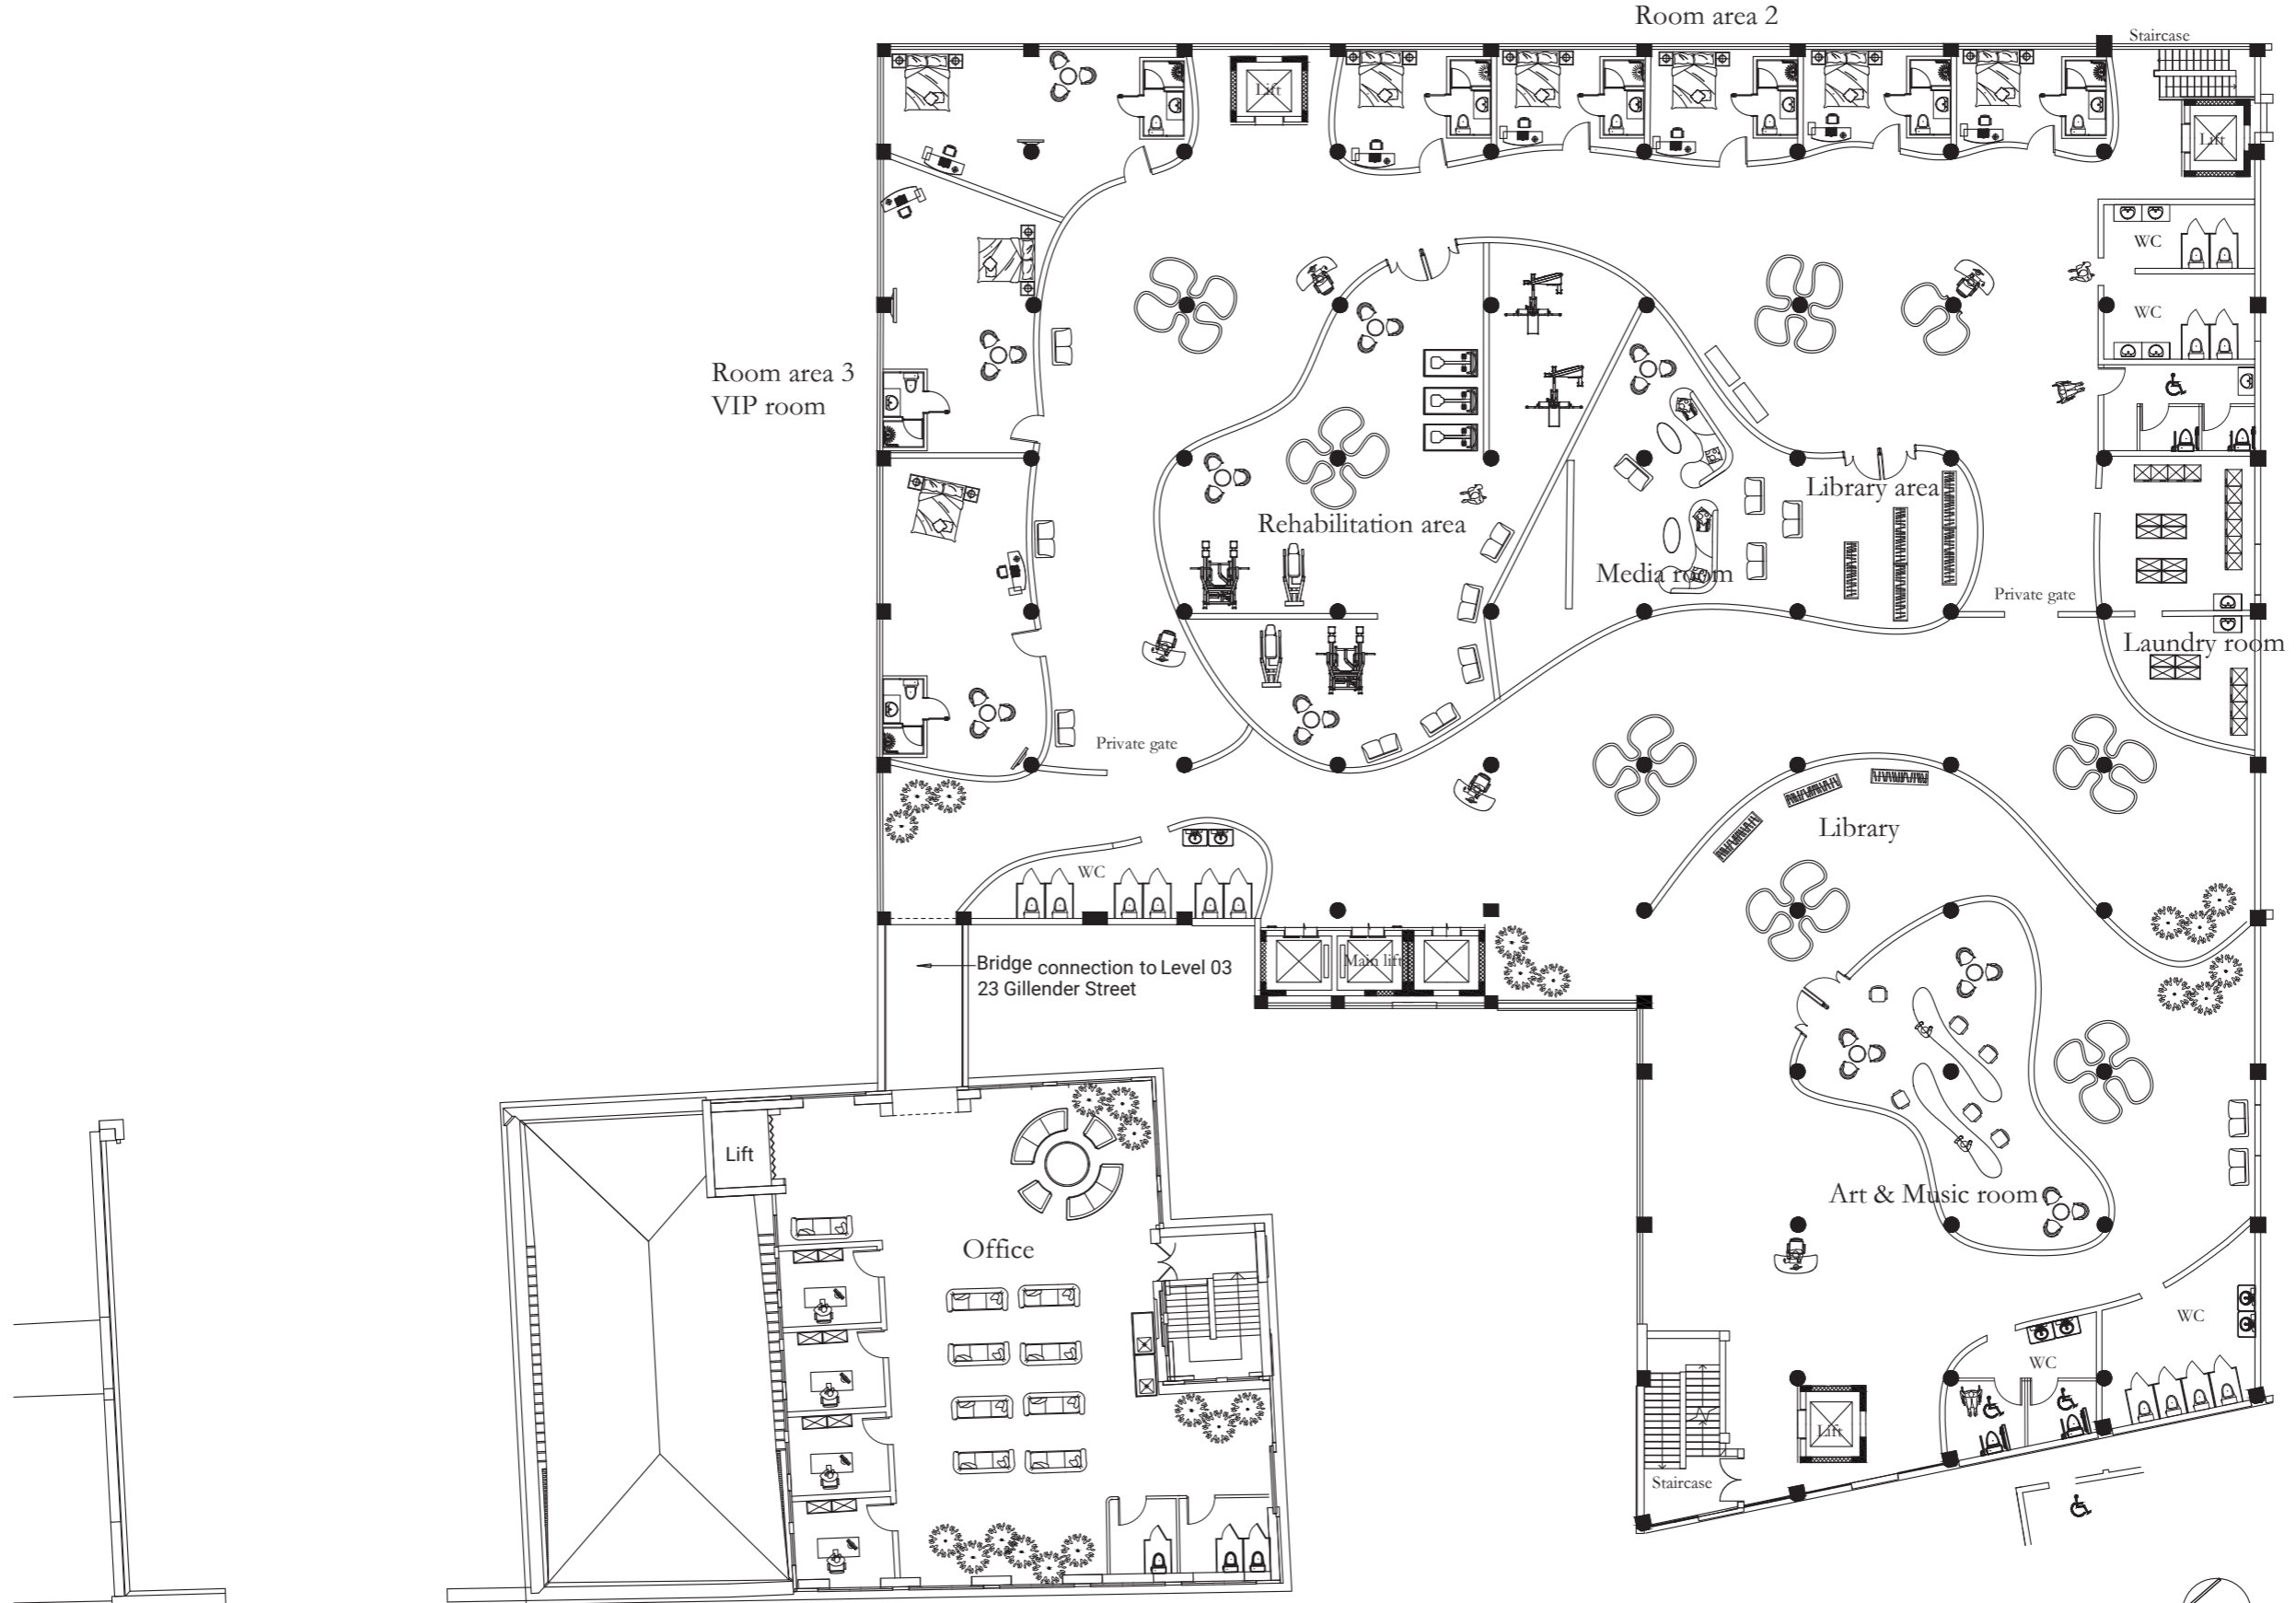 Room area 2
Staircase
Lift
Lift
WC
WC
Room area 3
VIP room
Library area
Rehabilitation area
Media room
Private gate
Laundry room
Private gate
Library
WC
Main lift
Bridge connection to Level 03
23 Gillender Street
Lift
Art & Music room
Office
WC
WC
Lift
Staircase